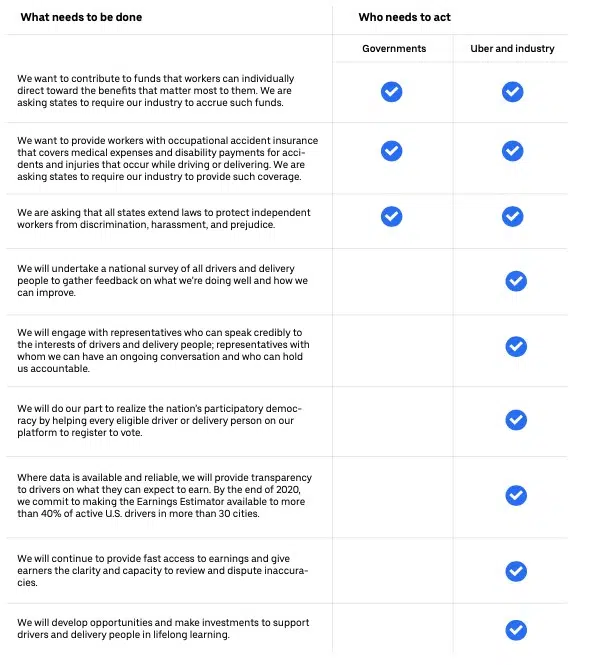 What needs to be done
Who needs to act
Governments
Uber and industry
We want to contribute to funds that workers can individually
direct toward the benefits that matter most to them. We are
asking states to require our industry to accrue such funds.
We want to provide workers with occupational accident insurance
that covers medical expenses and disability payments for acci-
dents and injuries that occur while driving or delivering. We are
asking states to require our industry to provide such coverage.
We are asking that all states extend laws to protect independent
workers from discrimination, harassment, and prejudice.
We will undertake a national survey of all drivers and delivery
people to gather feedback on what we're doing well and how we
can improve.
We will engage with representatives who can speak credibly to
the interests of drivers and delivery people; representatives with
whom we can have an ongoing conversation and who can hold
us accountable.
We will do our part to realize the nation's participatory democ-
racy by helping every eligible driver or delivery person on our
platform to register to vote.
Where data is available and reliable, we will provide transparency
to drivers on what they can expect to earn. By the end of 2020,
we commit to making the Earnings Estimator available to more
than 40% of active U.S. drivers in more than 30 cities.
We will continue to provide fast access to earnings and give
earners the clarity and capacity to review and dispute inaccura-
cies.
We will develop opportunities and make investments to support
drivers and delivery people in lifelong learning.